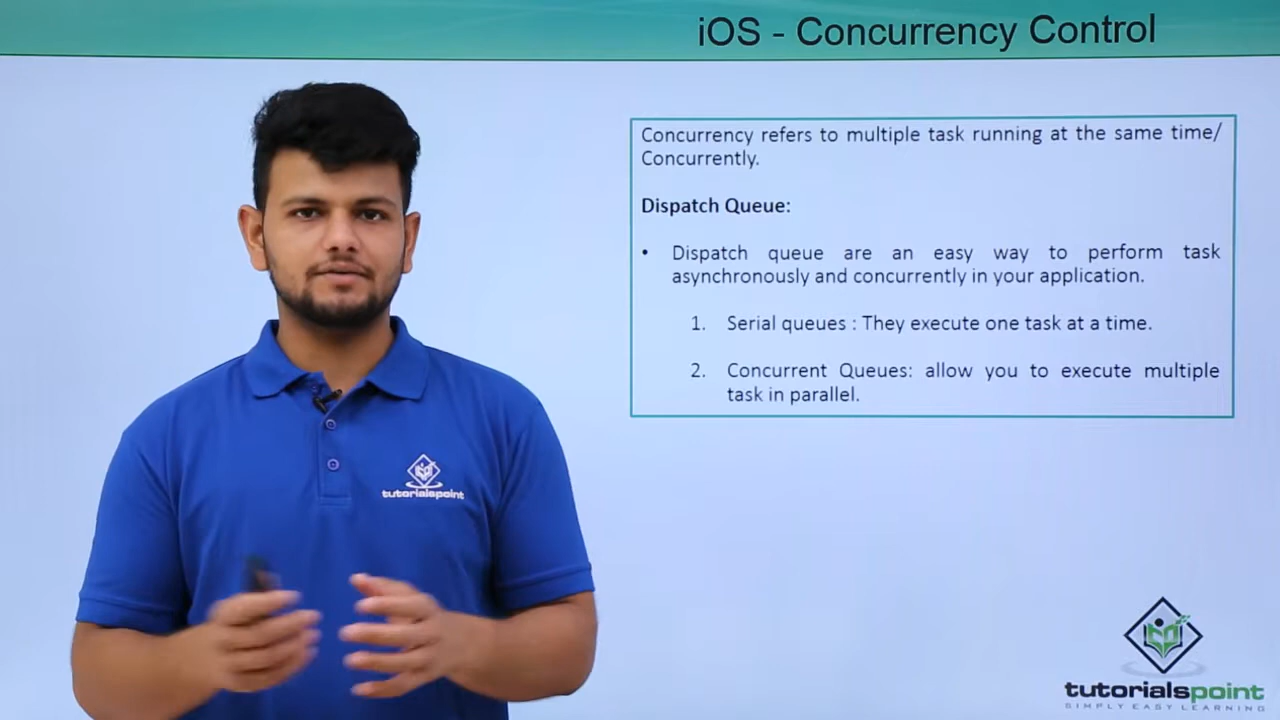 iOS - Concurrency Control
Concurrency refers to multiple task running at the same time/
Concurrently.
Dispatch Queue:
• Dispatch queue are an easy way to perform task
asynchronously and concurrently in your application.
1. Serial queues : They execute one task at a time.
2. Concurrent Queues: allow you to execute multiple
task in parallel.
tutorialspoint
tutorialspoint
SIMPLY EASY LEARNING